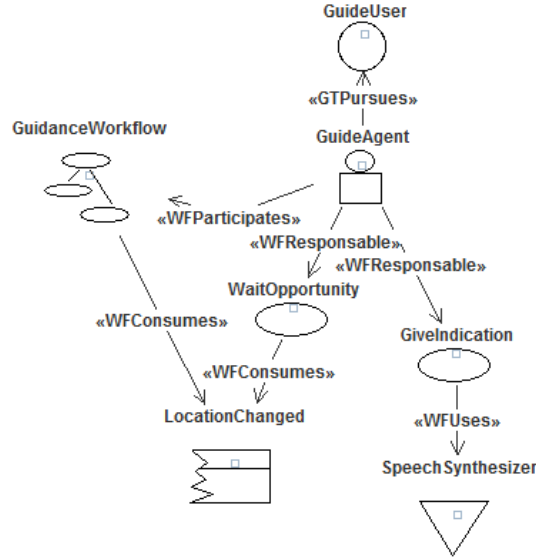 GuideUser
«GTPursues»
GuidanceWorkflow
GuideAgent
«WFParticipates»
«WFResponsable»
«WFResponsable»
WaitOpportunity
«WFConsumes»
GiveIndication
«WFConsumes»
LocationChanged
«WFUses»
SpeechSynthesizer